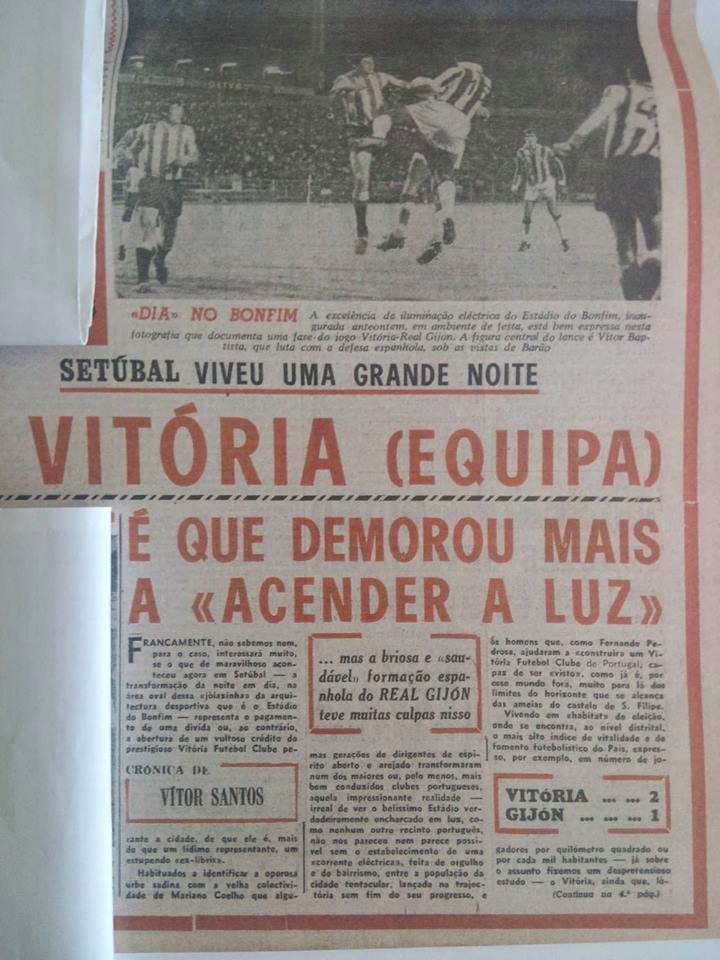 OLIVA
«DIA» NO BONFIM A excelência da iluminação eléctrica do Estádio do Bonfim, inau-
gurada anteontem, em ambiente de festa, está bem expressa nesta
fotografia que documenta uma fase do jogo Vitória-Real Gijon. A figura central do lance é Vitor Bap-
tista, que luta com a defesa espanhola, sob as vistas de Barão
SETÚBAL VIVEU UMA GRANDE NOITE
VITÓRIA (EQUIPA)
É QUE DEMOROU MAIS
A «ACENDER A LUZ»
FRANCAMENTE, não sabemos nem,
para o caso, interessará muito,
se o que de maravilhoso acon-
teceu agora em Setúbal — a
transformação da noite em dia, na
área oval dessa «joiazinha» da arqui-
tectura desportiva que é o Estádio
do Bonfim — representa o pagamen-
to de uma dívida ou, ao contrário,
a abertura de um vultoso crédito do
prestigioso Vitória Futebol Clube pe-
CRÓNICA DE
VÍTOR SANTOS
rante a cidade, de que ele é, mais
do que um lídimo representante, um
estupendo «ex-libris».
Habituados a identificar a operosa
urbe sadina com a velha colectivi-
dade de Mariano Coelho que algu-
... mas a briosa e «sau-
dável» formação espa-
nhola do REAL GIJÓN
teve muitas culpas nisso
mas gerações de dirigentes de espí-
rito aberto e arejado transformaram
num dos maiores ou, pelo menos, mais
bem conduzidos clubes portugueses,
aquela impressionante realidade —
irreal de ver o belíssimo Estádio ver-
dadeiramente encharcado em luz, co-
mo nenhum outro recinto português,
não nos pareceu nem parece possí-
vel sem o estabelecimento de uma
«corrente eléctrica», feita de orgulho
e de bairrismo, entre a população da
cidade tentacular, lançada na trajec-
tória sem fim do seu progresso, e
os homens que, como Fernando Pe-
drosa, ajudaram a «construir» um Vi-
tória Futebol Clube de Portugal, ca-
paz de ser «visto», como já é, por
esse mundo fora, muito para lá dos
limites do horizonte que se alcança
das ameias do castelo de S. Filipe.
Vivendo em «habitat» de eleição,
onde se encontra, ao nível distrital,
o mais alto índice de vitalidade e de
fomento futebolístico do País, expres-
so, por exemplo, em número de jo-
VITÓRIA ... ... 2
GIJÓN ... ... ... 1
gadores por quilómetro quadrado ou
por cada mil habitantes — já sobre
o assunto fizemos um despretensioso
estudo — o Vitória, ainda que, ló-
(Continua na 4.ª pág.)